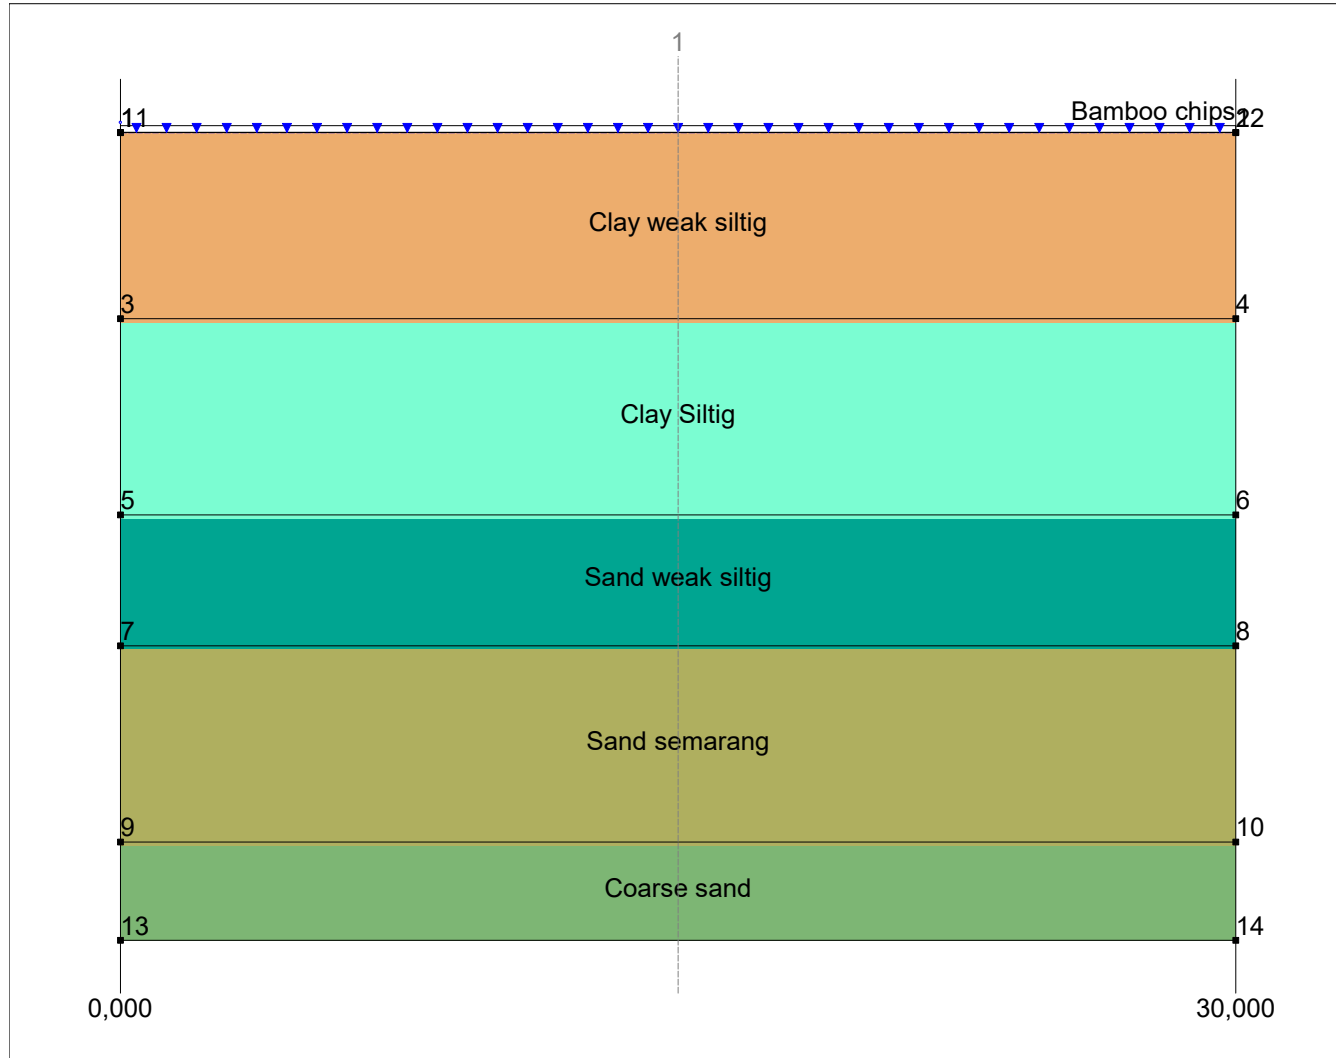 1
11
Bamboo chips
12
Clay weak siltig
3
4
Clay Siltig
5
6
Sand weak siltig
7
8
Sand semarang
9
10
Coarse sand
13
14
0,000
30,000